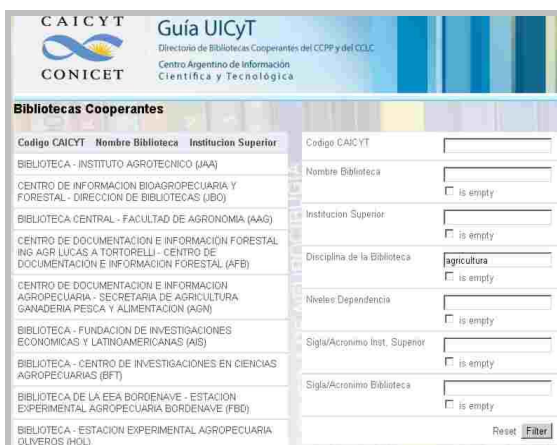 CAICYT
CONICET
Guía UICyT
Directorio de Bibliotecas Cooperantes del CCPP y del CCLC
Centro Argentino de Información
Científica y Tecnológica
Bibliotecas Cooperantes
Codigo CAICYT Nombre Biblioteca Institucion Superior
BIBLIOTECA - INSTITUTO AGROTECNICO (JAA)
CENTRO DE INFORMACION BIOAGROPECUARIA Y
FORESTAL - DIRECCION DE BIBLIOTECAS (JBO)
BIBLIOTECA CENTRAL - FACULTAD DE AGRONOMIA (AAG)
CENTRO DE DOCUMENTACION E INFORMACIÓN FORESTAL
ING AGR LUCAS A TORTORELLI - CENTRO DE
DOCUMENTACION E INFORMACION FORESTAL (AFB)
CENTRO DE DOCUMENTACION E INFORMACION
AGROPECUARIA - SECRETARIA DE AGRICULTURA
GANADERIA PESCA Y ALIMENTACION (AGN)
BIBLIOTECA - FUNDACION DE INVESTIGACIONES
ECONOMICAS Y LATINOAMERICANAS (AIS)
BIBLIOTECA - CENTRO DE INVESTIGACIONES EN CIENCIAS
AGROPECUARIAS (BFT)
BIBLIOTECA DE LA EEA BORDENAVE - ESTACION
EXPERIMENTAL AGROPECUARIA BORDENAVE (FBD)
BIBLIOTECA - ESTACION EXPERIMENTAL AGROPECUARIA
OLIVEROS (HOL)
Codigo CAICYT
Nombre Biblioteca
is empty
Institucion Superior
is empty
Disciplina de la Biblioteca
agricultura
is empty
Niveles Dependencia
is empty
Sigla/Acronimo Inst. Superior
is empty
Sigla/Acronimo Biblioteca
is empty
Reset Filter